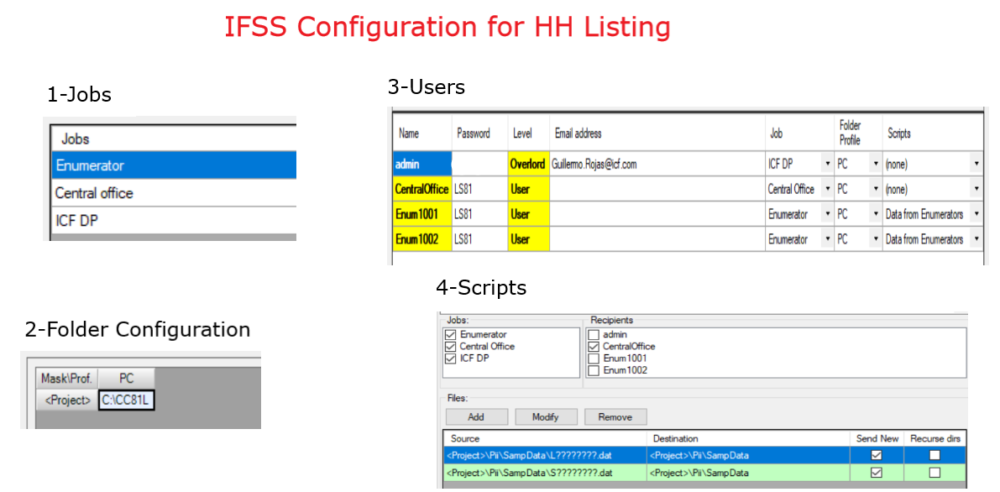 IFSS Configuration for HH Listing
1-Jobs
Jobs
Enumerator
Central office
ICF DP
2-Folder Configuration
Mask\Prof. PC
<Project> C:\CC81L
3-Users
Name Password Level Email address Job Folder Profile Scripts
admin Overlord Guillermo.Rojas@icf.com ICF DP PC (none)
CentralOffice LS81 User Central Office PC (none)
Enum1001 LS81 User Enumerator PC Data from Enumerators
Enum1002 LS81 User Enumerator PC Data from Enumerators
4-Scripts
Jobs: Recipients
Enumerator admin
Central Office CentralOffice
ICF DP Enum1001
Enum1002
Files:
Add Modify Remove
Source Destination Send New Recurse dirs
<Project>\Pii\SampData\L????????.dat <Project>\Pii\SampData
<Project>\Pii\SampData\S????????.dat <Project>\Pii\SampData